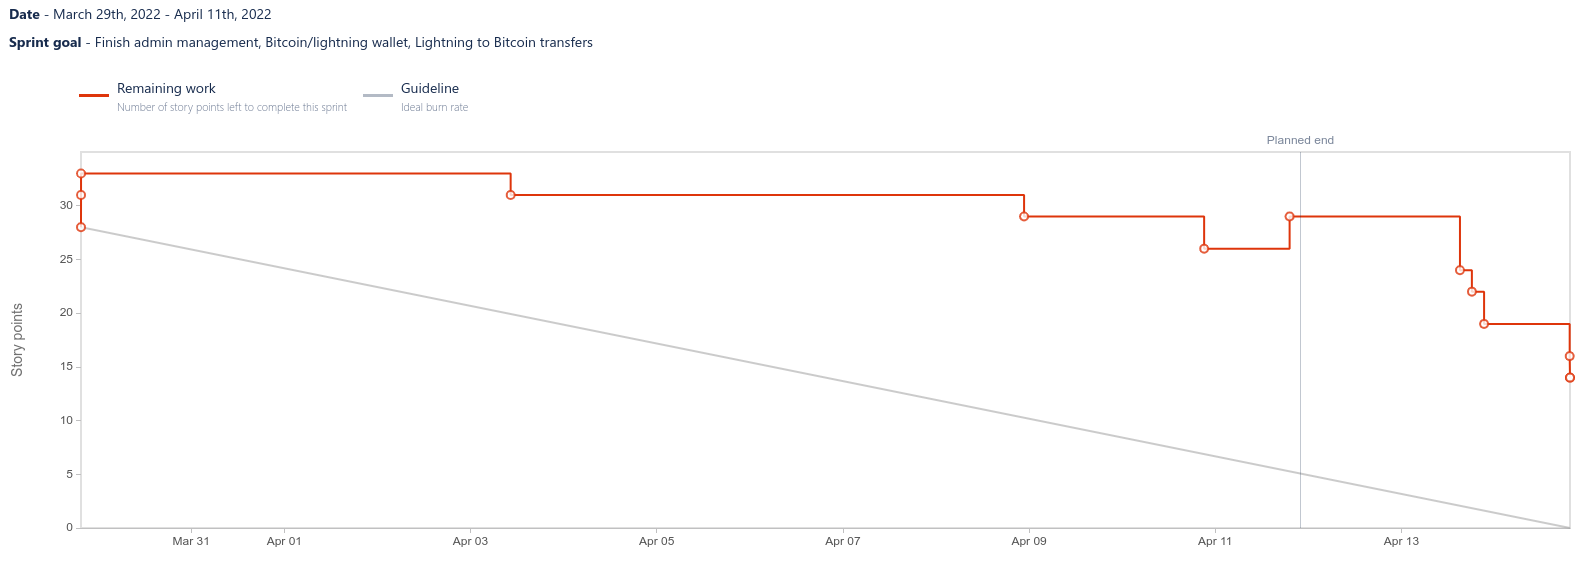 Date - March 29th, 2022 - April 11th, 2022
Sprint goal - Finish admin management, Bitcoin/lightning wallet, Lightning to Bitcoin transfers
Remaining work
Number of story points left to complete this sprint
Guideline
Ideal burn rate
Planned end
Story points
30
25
20
15
10
5
0
Mar 31
Apr 01
Apr 03
Apr 05
Apr 07
Apr 09
Apr 11
Apr 13